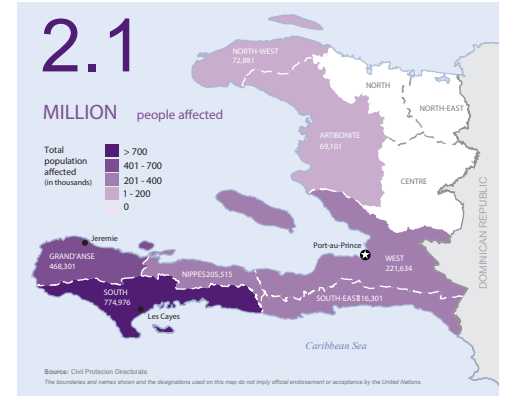 2.1
MILLION people affected
Total
population
affected
(in thousands)
> 700
401 - 700
201 - 400
1 - 200
0
NORTH-WEST
72,881
NORTH
NORTH-EAST
ARTIBONITE
69,101
CENTRE
DOMINICAN REPUBLIC
Jeremie
Port-au-Prince
GRAND'ANSE
468,301
WEST
221,634
NIPPES205,515
SOUTH
774,976
SOUTH-EAST316,301
Les Cayes
Caribbean Sea
Source: Civil Protecion Directorate
The boundaries and names shown and the designations used on this map do not imply official endorsement or acceptance by the United Nations.